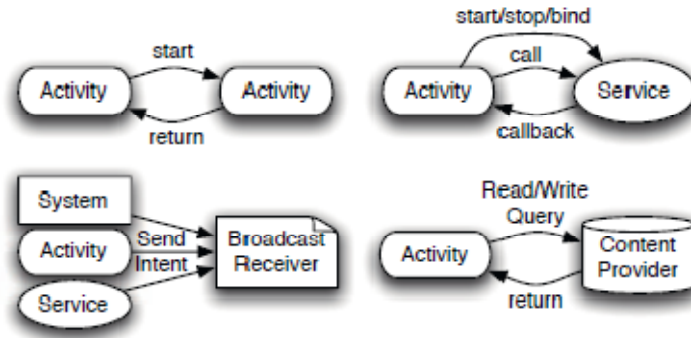 start
Activity
Activity
return
start/stop/bind
call
Activity
Service
callback
System
Activity
Service
Send
Intent
Broadcast
Receiver
Read/Write
Query
Activity
Content
Provider
return